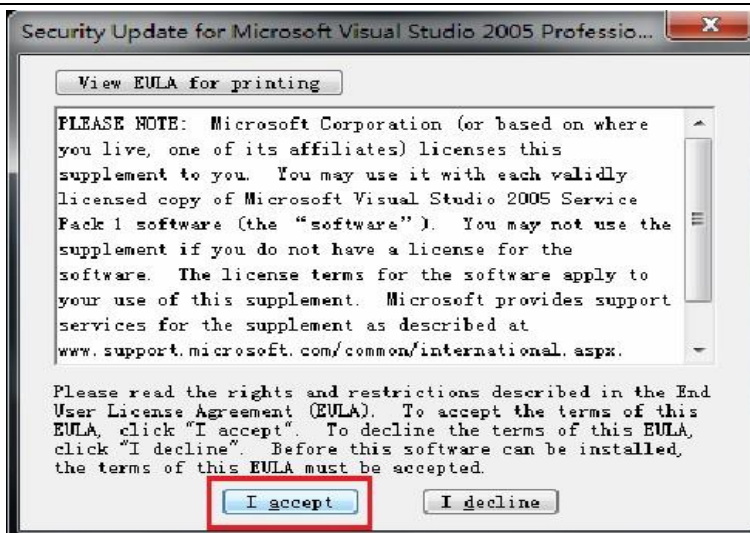 Security Update for Microsoft Visual Studio 2005 Professio...
View EULA for printing
PLEASE NOTE: Microsoft Corporation (or based on where
you live, one of its affiliates) licenses this
supplement to you. You may use it with each validly
licensed copy of Microsoft Visual Studio 2005 Service
Pack 1 software (the “software”). You may not use the
supplement if you do not have a license for the
software. The license terms for the software apply to
your use of this supplement. Microsoft provides support
services for the supplement as described at
www.support.microsoft.com/common/international.aspx.
Please read the rights and restrictions described in the End
User License Agreement (EULA). To accept the terms of this
EULA, click "I accept". To decline the terms of this EULA,
click "I decline". Before this software can be installed,
the terms of this EULA must be accepted.
I accept
I decline